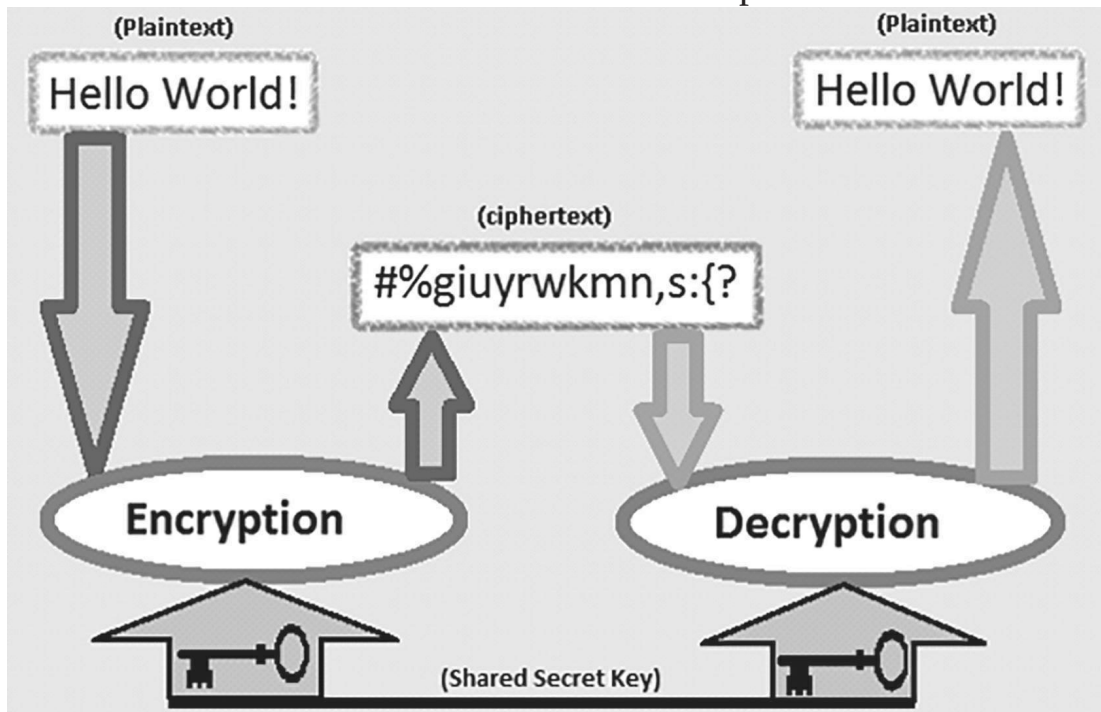 (Plaintext)
Hello World!
(Plaintext)
Hello World!
(ciphertext)
#%giuyrwkmn,s:{?
Encryption
Decryption
(Shared Secret Key)